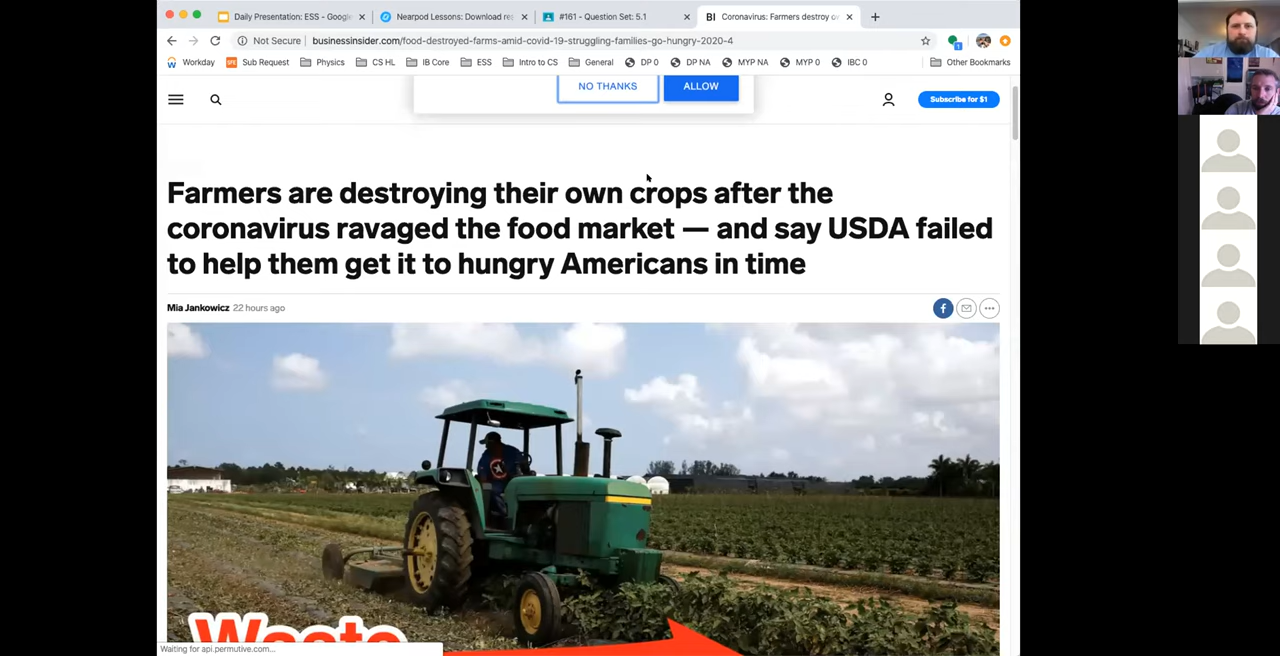 Daily Presentation: ESS - Google
Nearpod Lessons: Download re
#161 - Question Set: 5.1
BI Coronavirus: Farmers destroy o
Not Secure | businessinsider.com/food-destroyed-farms-amid-covid-19-struggling-families-go-hungry-2020-4
Workday Sub Request Physics CS HL IB Core ESS Intro to CS General DP 0 DP NA MYP NA MYP 0 IBC 0 Other Bookmarks
NO THANKS ALLOW
Subscribe for $1
Farmers are destroying their own crops after the
coronavirus ravaged the food market — and say USDA failed
to help them get it to hungry Americans in time
Mia Jankowicz 22 hours ago
Waste
Waiting for api.permutive.com...